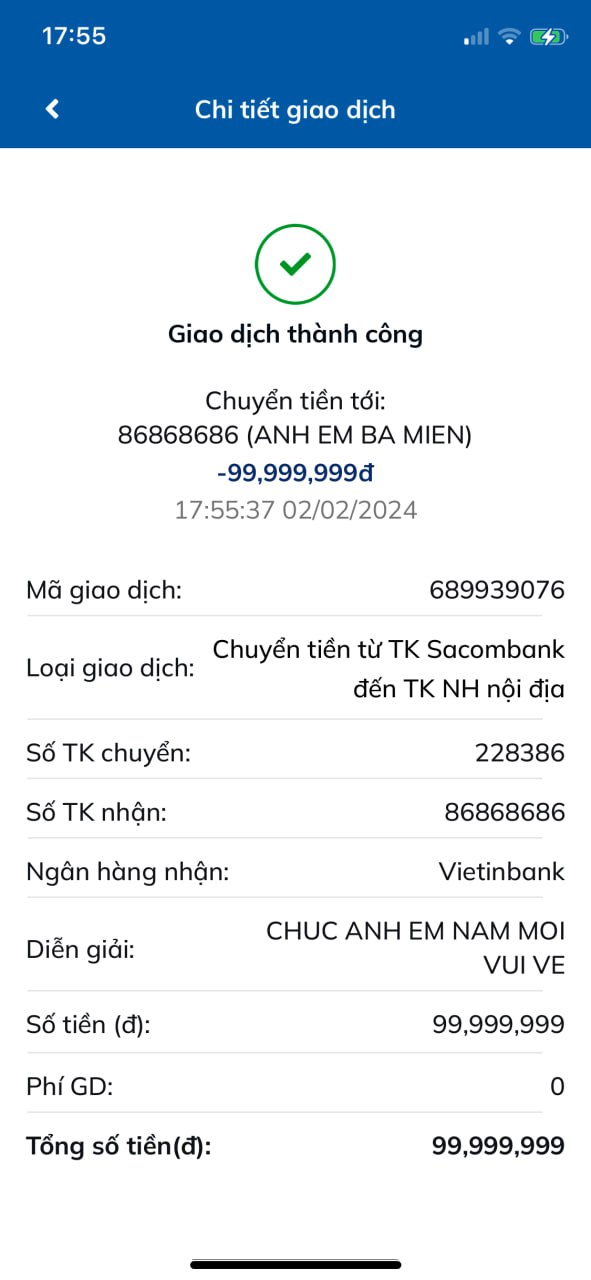 17:55
Chi tiết giao dịch
Giao dịch thành công
Chuyển tiền tới:
86868686 (ANH EM BA MIEN)
-99,999,999đ
17:55:37 02/02/2024
Mã giao dịch: 689939076
Loại giao dịch: Chuyển tiền từ TK Sacombank
đến TK NH nội địa
Số TK chuyển: 228386
Số TK nhận: 86868686
Ngân hàng nhận: Vietinbank
Diễn giải: CHUC ANH EM NAM MOI
VUI VE
Số tiền (đ): 99,999,999
Phí GD: 0
Tổng số tiền(đ): 99,999,999